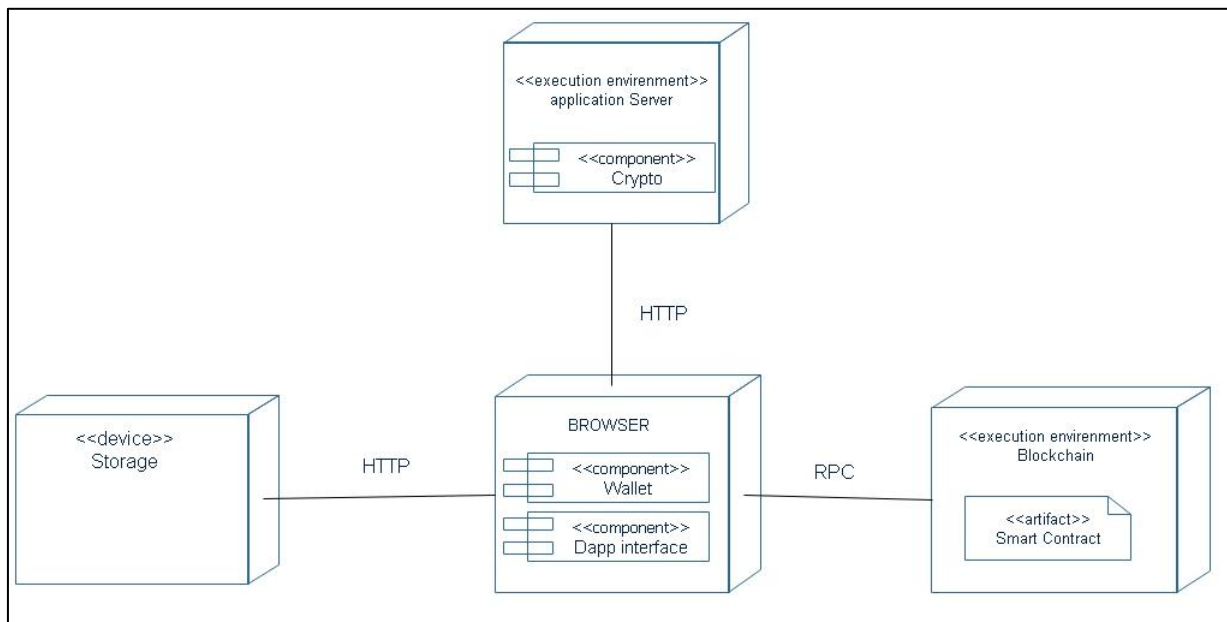 <<execution envirenment>>
application Server
<<component>>
Crypto
HTTP
<<device>>
Storage
HTTP
BROWSER
<<component>>
Wallet
<<component>>
Dapp interface
RPC
<<execution envirenment>>
Blockchain
<<artifact>>
Smart Contract